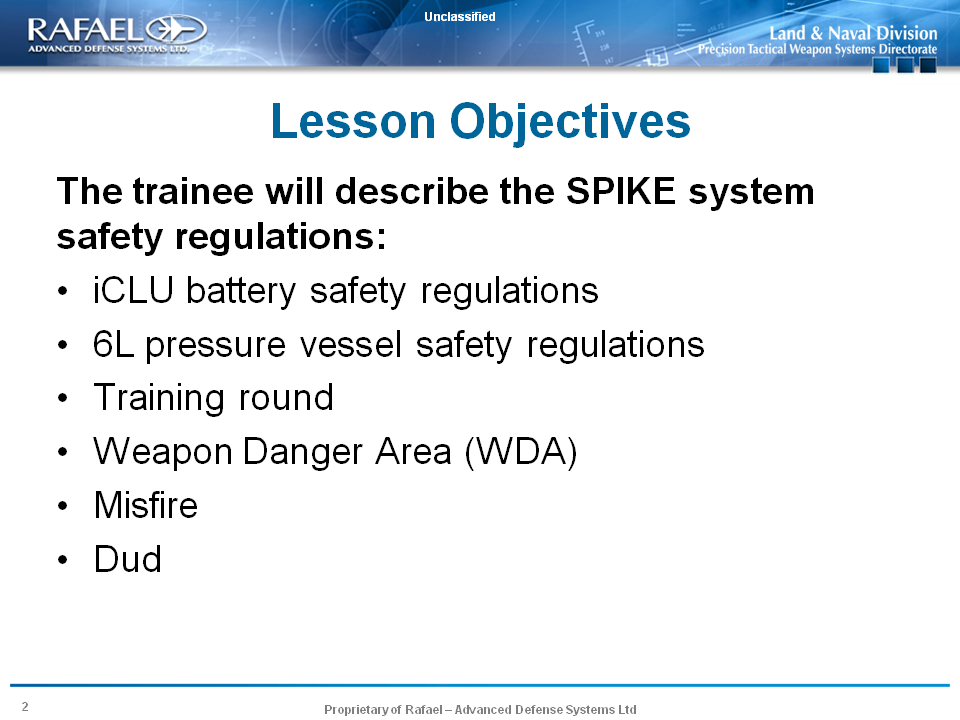 Unclassified
RAFAEL
ADVANCED DEFENSE SYSTEMS LTD.
Land & Naval Division
Precision Tactical Weapon Systems Directorate
Lesson Objectives
The trainee will describe the SPIKE system
safety regulations:
• iCLU battery safety regulations
• 6L pressure vessel safety regulations
• Training round
• Weapon Danger Area (WDA)
• Misfire
• Dud
2
Proprietary of Rafael – Advanced Defense Systems Ltd